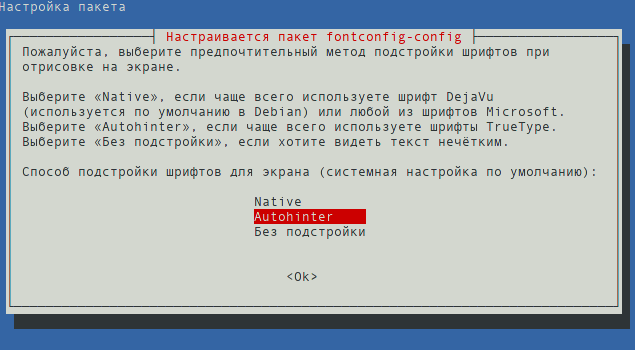 Настройка пакета
Настраивается пакет fontconfig-config
Пожалуйста, выберите предпочтительный метод подстройки шрифтов при
отрисовке на экране.
Выберите «Native», если чаще всего используете шрифт DejaVu
(используется по умолчанию в Debian) или любой из шрифтов Microsoft.
Выберите «Autohinter», если чаще всего используете шрифты TrueType.
Выберите «Без подстройки», если хотите видеть текст нечётким.
Способ подстройки шрифтов для экрана (системная настройка по умолчанию):
Native
Autohinter
Без подстройки
<Ok>